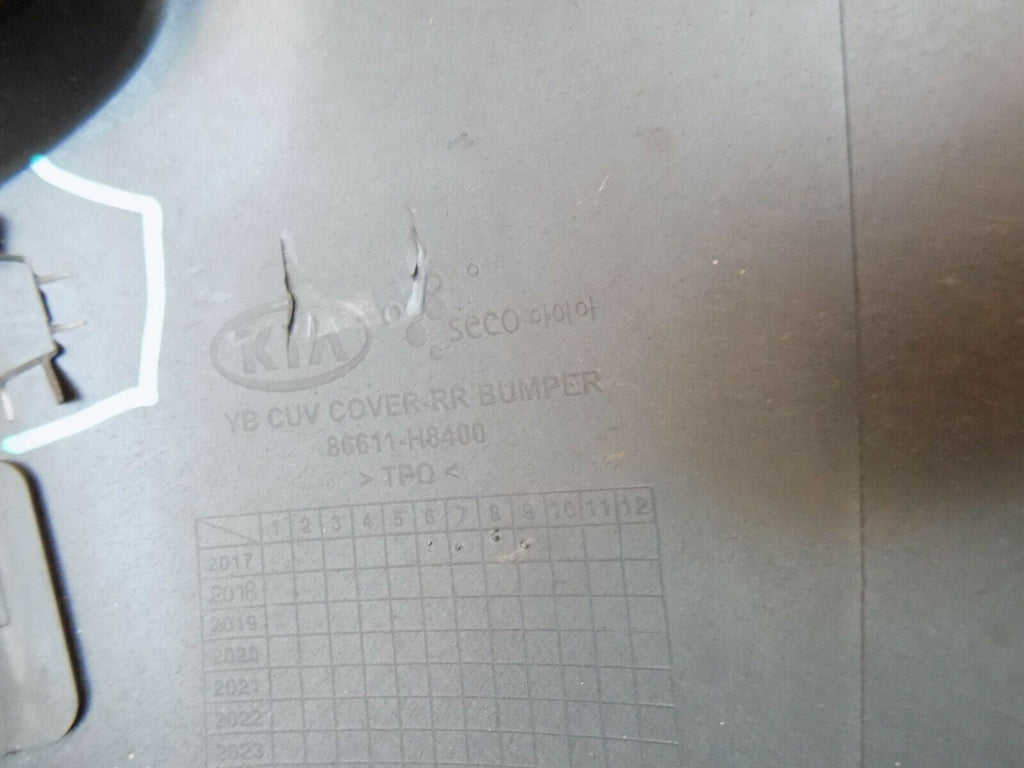 KIA seco 아이아
YB CUV COVER-RR BUMPER
86611-H8400
>TPO<
1 2 3 4 5 6 7 8 9 10 11 12
2017
2018
2019
2020
2021
2022
2023